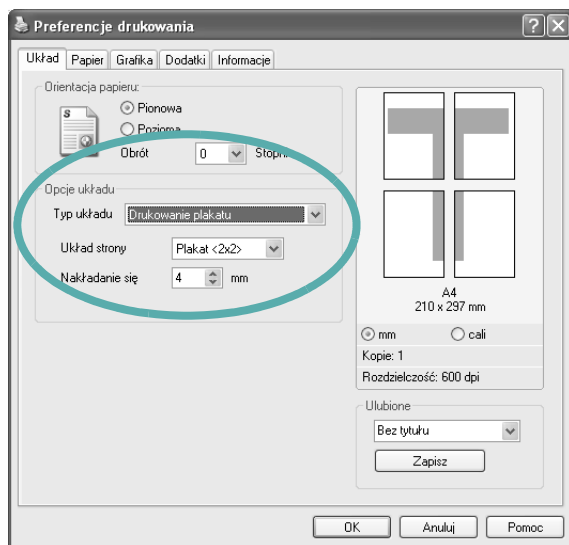 Preferencje drukowania
Układ Papier Grafika Dodatki Informacje
Orientacja papieru:
S
Pionowa
Pozioma
Obrót 0
Opcje układu
Typ układu Drukowanie plakatu
Układ strony Plakat <2x2>
Nakładanie się 4 mm
A4
210 x 297 mm
mm cali
Kopie: 1
Rozdzielczość: 600 dpi
Ulubione
Bez tytułu
Zapisz
OK Anuluj Pomoc